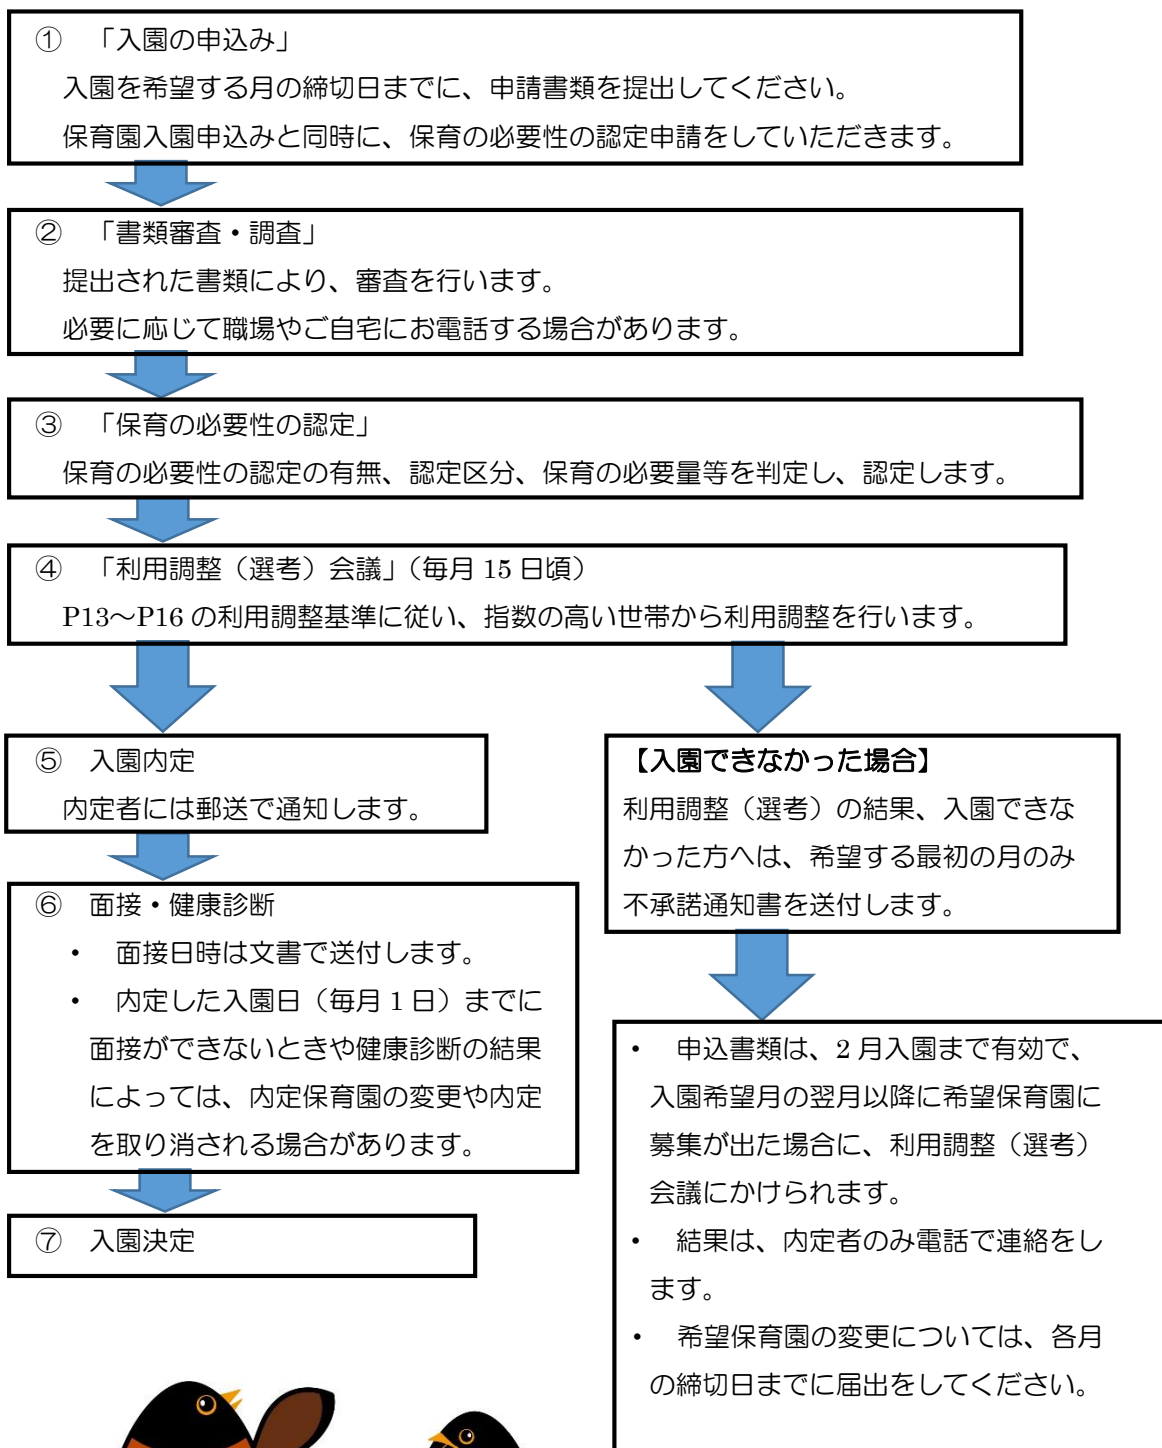 ① 「入園の申込み」
入園を希望する月の締切日までに、申請書類を提出してください。
保育園入園申込みと同時に、保育の必要性の認定申請をしていただきます。
② 「書類審査・調査」
提出された書類により、審査を行います。
必要に応じて職場やご自宅にお電話する場合があります。
③ 「保育の必要性の認定」
保育の必要性の認定の有無、認定区分、保育の必要量等を判定し、認定します。
④ 「利用調整（選考）会議」（毎月 15 日頃）
P13～P16 の利用調整基準に従い、指数の高い世帯から利用調整を行います。
⑤ 入園内定
内定者には郵送で通知します。
⑥ 面接・健康診断
・ 面接日時は文書で送付します。
・ 内定した入園日（毎月 1 日）までに
面接ができないときや健康診断の結果
によっては、内定保育園の変更や内定
を取り消される場合があります。
⑦ 入園決定
【入園できなかった場合】
利用調整（選考）の結果、入園できな
かった方へは、希望する最初の月のみ
不承諾通知書を送付します。
・ 申込書類は、2 月入園まで有効で、
入園希望月の翌月以降に希望保育園に
募集が出た場合に、利用調整（選考）
会議にかけられます。
・ 結果は、内定者のみ電話で連絡をし
ます。
・ 希望保育園の変更については、各月
の締切日までに届出をしてください。